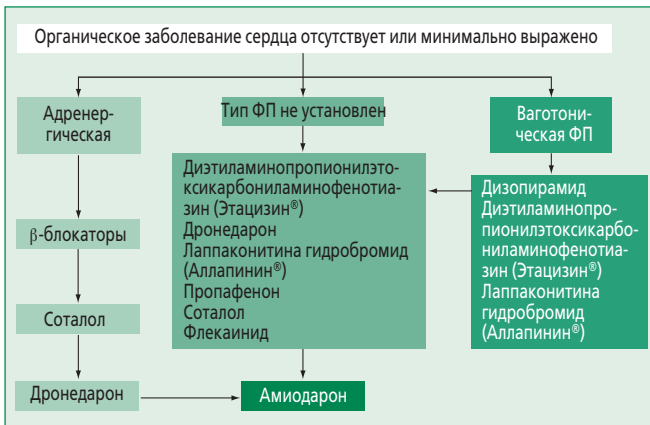 Органическое заболевание сердца отсутствует или минимально выражено
Адренер-
гическая
β-блокаторы
Соталол
Дронедарон
Тип ФП не установлен
Диэтиламинопропионилэто-
ксикарбониламинофенотиа-
зин (Этацизин®)
Дронедарон
Лаппаконитина гидробромид
(Аллапинин®)
Пропафенон
Соталол
Флекаинид
Амиодарон
Ваготони-
ческая ФП
Дизопирамид
Диэтиламинопро-
пионилэтоксикарбо-
ниламинофенотиа-
зин (Этацизин®)
Лаппаконитина
гидробромид
(Аллапинин®)